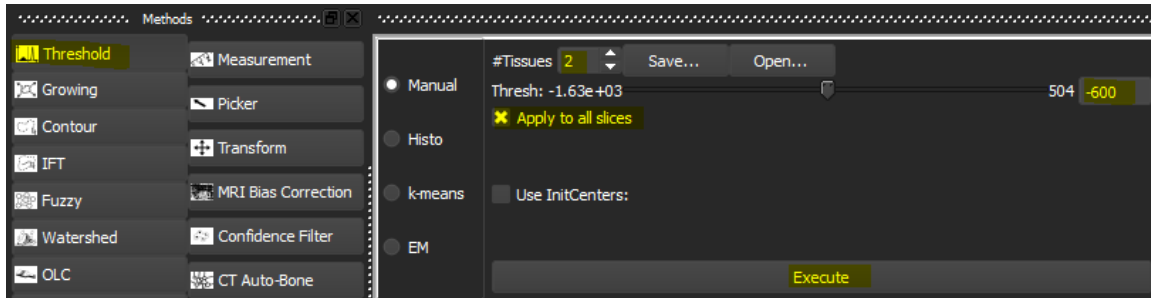 Methods
Threshold
Growing
Contour
IFT
Fuzzy
Watershed
OLC
Measurement
Picker
Transform
MRI Bias Correction
Confidence Filter
CT Auto-Bone
Manual
Histo
k-means
EM
#Tissues 2 Save... Open...
Thresh: -1.63e+03 504 -600
Apply to all slices
Use InitCenters:
Execute